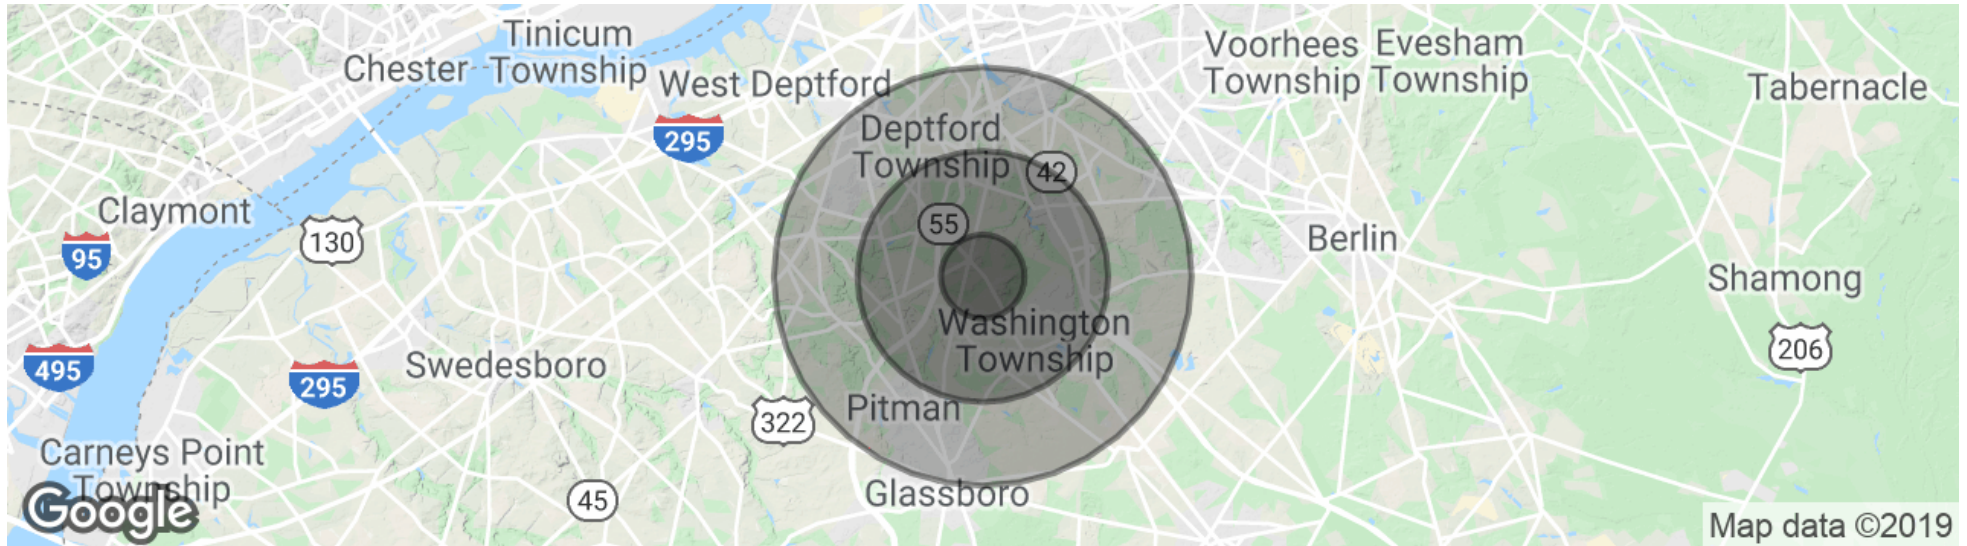 Tinicum
Township
Chester
West Deptford
Voorhees
Township
Evesham
Township
Tabernacle
295
Deptford
Township
42
55
Claymont
130
95
Berlin
Shamong
Washington
Township
206
495
295
Swedesboro
322
Pitman
Carneys Point
Township
45
Glassboro
Google
Map data ©2019